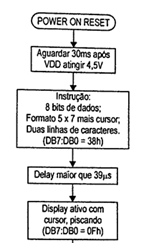 POWER ON RESET
Aguardar 30ms após
VDD atingir 4,5V
Instrução:
8 bits de dados;
Formato 5 x 7 mais cursor;
Duas linhas de caracteres.
(DB7:DB0 = 38h)
Delay maior que 39µs
Display ativo com
cursor, piscando
(DB7:DB0 = 0Fh)